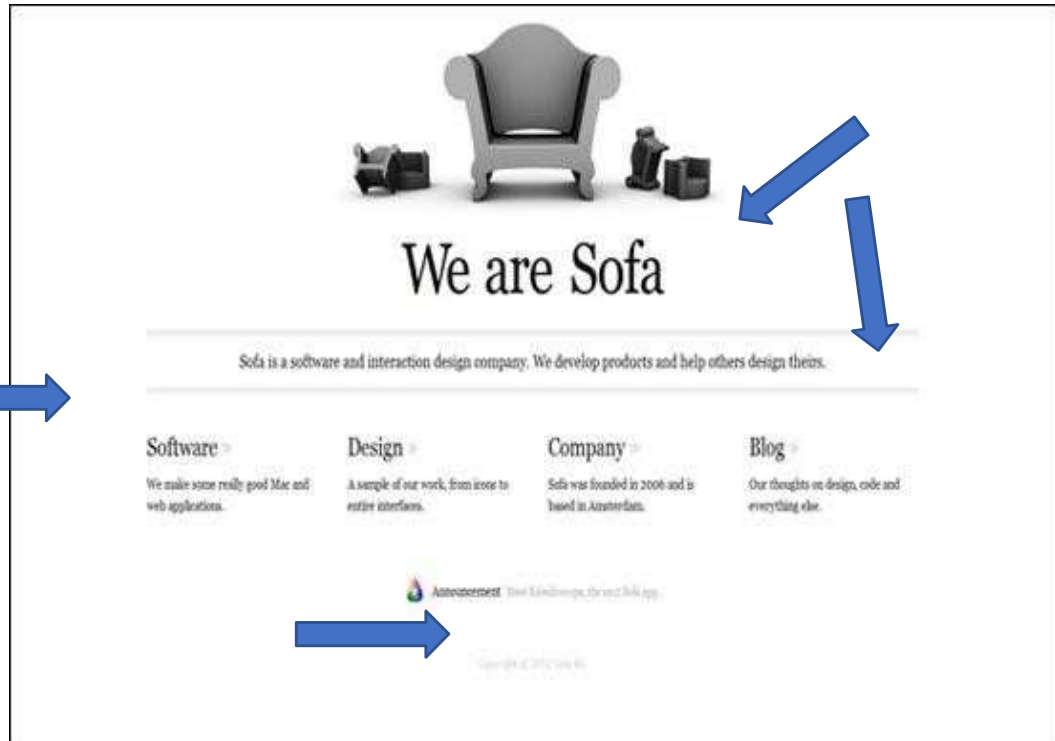 We are Sofa
Sofa is a software and interaction design company. We develop products and help others design theirs.
Software »
We make some really good Mac and
web applications.
Design »
A sample of our work, from icons to
entire interfaces.
Company »
Sofa was founded in 2006 and is
based in Amsterdam.
Blog »
Our thoughts on design, code and
everything else.
Announcement